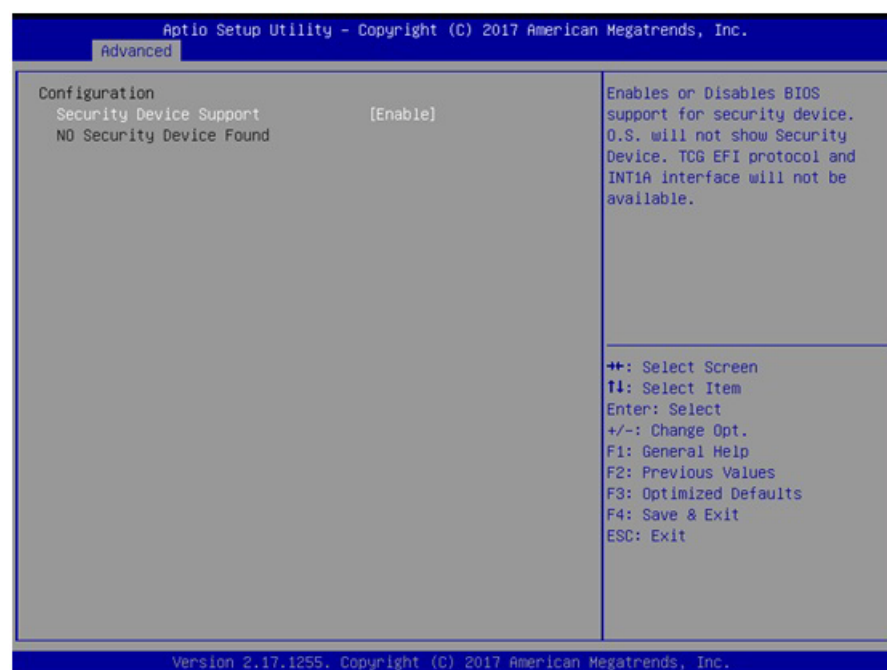 Aptio Setup Utility – Copyright (C) 2017 American Megatrends, Inc.
Advanced
Configuration
Security Device Support [Enable]
NO Security Device Found
Enables or Disables BIOS
support for security device.
O.S. will not show Security
Device. TCG EFI protocol and
INT1A interface will not be
available.
→←: Select Screen
↑↓: Select Item
Enter: Select
+/-: Change Opt.
F1: General Help
F2: Previous Values
F3: Optimized Defaults
F4: Save & Exit
ESC: Exit
Version 2.17.1255. Copyright (C) 2017 American Megatrends, Inc.